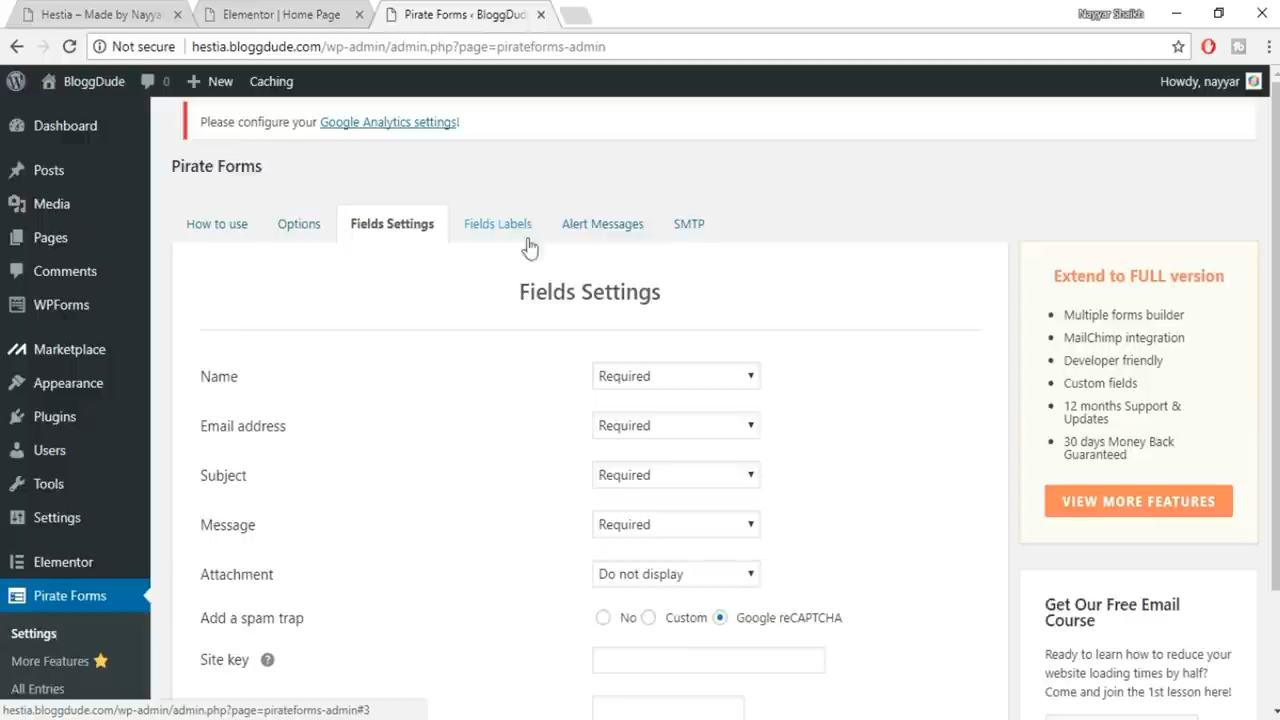 Hestia – Made by Nayya
Elementor | Home Page
Pirate Forms ‹ BloggDud
Nayyar Shaikh
Not secure
hestia.bloggdude.com/wp-admin/admin.php?page=pirateforms-admin
BloggDude
0
New
Caching
Howdy, nayyar
Dashboard
Posts
Media
Pages
Comments
WPForms
Marketplace
Appearance
Plugins
Users
Tools
Settings
Elementor
Pirate Forms
Settings
More Features
All Entries
Please configure your Google Analytics settings!
Pirate Forms
How to use
Options
Fields Settings
Fields Labels
Alert Messages
SMTP
Fields Settings
Name
Required
Email address
Required
Subject
Required
Message
Required
Attachment
Do not display
Add a spam trap
No
Custom
Google reCAPTCHA
Site key
?
Extend to FULL version
Multiple forms builder
MailChimp integration
Developer friendly
Custom fields
12 months Support &
Updates
30 days Money Back
Guaranteed
VIEW MORE FEATURES
Get Our Free Email
Course
Ready to learn how to reduce your
website loading times by half?
Come and join the 1st lesson here!
hestia.bloggdude.com/wp-admin/admin.php?page=pirateforms-admin#3